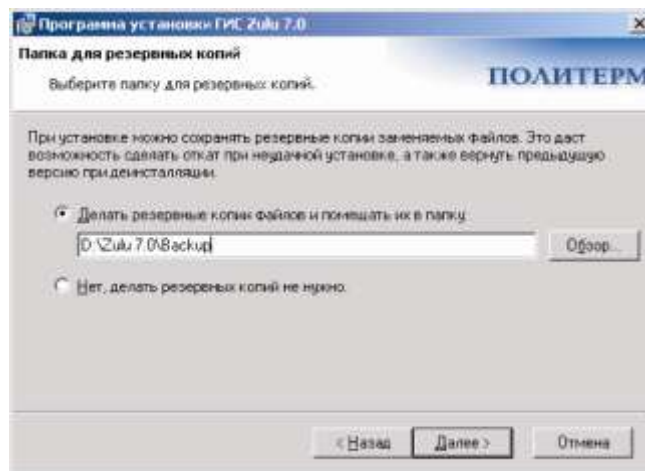 Программа установки ГИС Zulu 7.0
Папка для резервных копий
Выберите папку для резервных копий.
ПОЛИТЕРМ
При установке можно сохранять резервные копии заменяемых файлов. Это даст
возможность сделать откат при неудачной установке, а также вернуть предыдущую
версию при деинсталляции.
Делать резервные копии файлов и помещать их в папку:
D:\Zulu 7.0\Backup
Обзор...
Нет, делать резервных копий не нужно.
< Назад
Далее >
Отмена